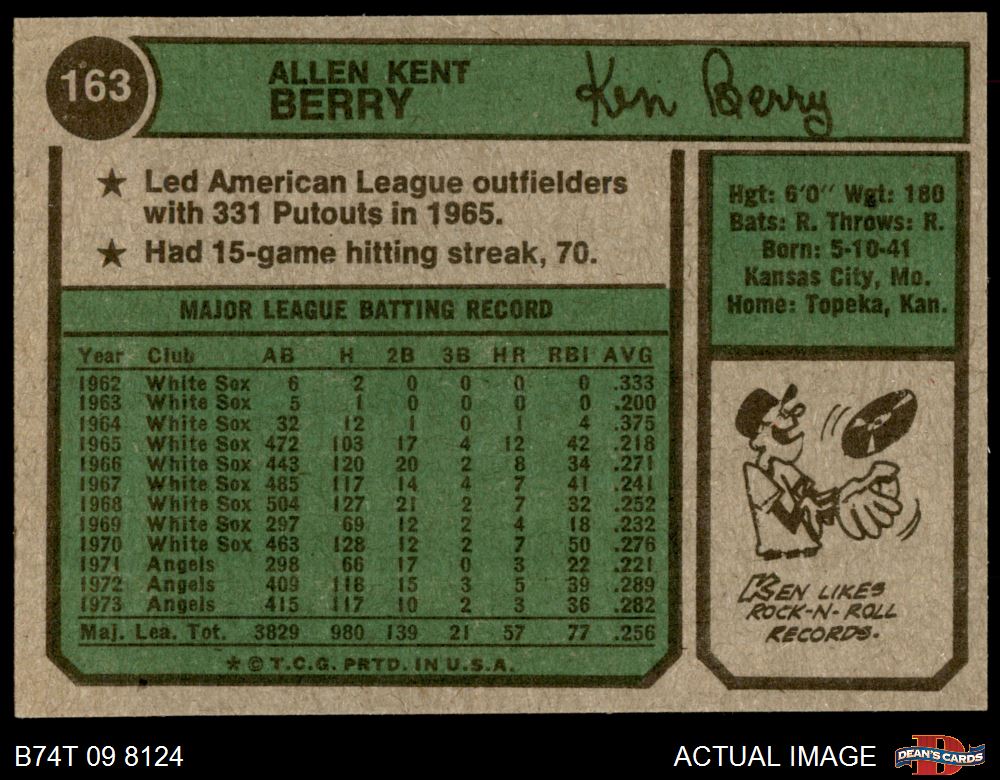 163
ALLEN KENT
BERRY
Ken Berry
★ Led American League outfielders
with 331 Putouts in 1965.
★ Had 15-game hitting streak, 70.
Hgt: 6'0" Wgt: 180
Bats: R. Throws: R.
Born: 5-10-41
Kansas City, Mo.
Home: Topeka, Kan.
MAJOR LEAGUE BATTING RECORD
Year Club AB H 2B 3B HR RBI AVG
1962 White Sox 6 2 0 0 0 0 .333
1963 White Sox 5 1 0 0 0 0 .200
1964 White Sox 32 12 1 0 1 4 .375
1965 White Sox 472 103 17 4 12 42 .218
1966 White Sox 443 120 20 2 8 34 .271
1967 White Sox 485 117 14 4 7 41 .241
1968 White Sox 504 127 21 2 7 32 .252
1969 White Sox 297 69 12 2 4 18 .232
1970 White Sox 463 128 12 2 7 50 .276
1971 Angels 298 66 17 0 3 22 .221
1972 Angels 409 118 15 3 5 39 .289
1973 Angels 415 117 10 2 3 36 .282
Maj. Lea. Tot. 3829 980 139 21 57 77 .256
★ © T.C.G. PRTD. IN U.S.A.
KEN LIKES
ROCK-N-ROLL
RECORDS.
B74T 09 8124
ACTUAL IMAGE
DEAN'S CARDS